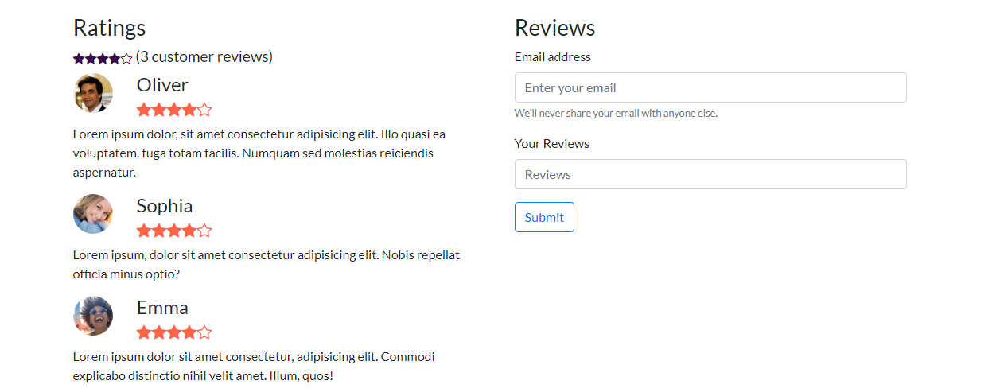 Ratings
(3 customer reviews)
Oliver
Lorem ipsum dolor, sit amet consectetur adipisicing elit. Illo quasi ea
voluptatem, fuga totam facilis. Numquam sed molestias reiciendis
aspernatur.
Sophia
Lorem ipsum, dolor sit amet consectetur adipisicing elit. Nobis repellat
officia minus optio?
Emma
Lorem ipsum dolor sit amet consectetur, adipisicing elit. Commodi
explicabo distinctio nihil velit amet. Illum, quos!
Reviews
Email address
Enter your email
We'll never share your email with anyone else.
Your Reviews
Reviews
Submit